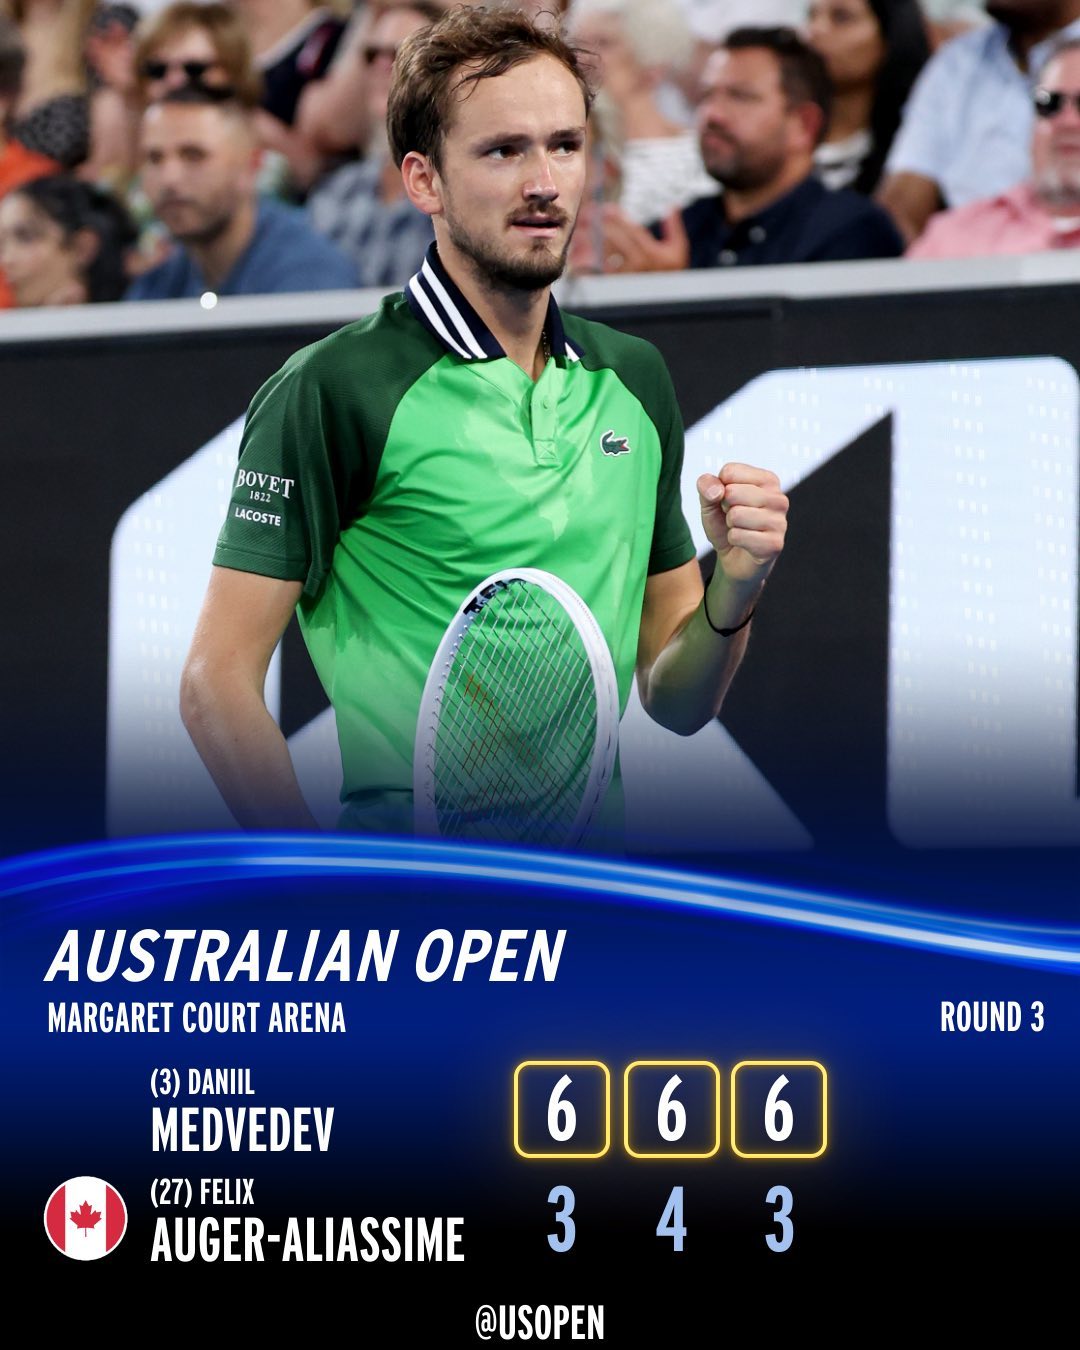 BOVET
1822
LACOSTE
AUSTRALIAN OPEN
MARGARET COURT ARENA
ROUND 3
(3) DANIIL
MEDVEDEV
6 6 6
(27) FELIX
AUGER-ALIASSIME
3 4 3
@USOPEN